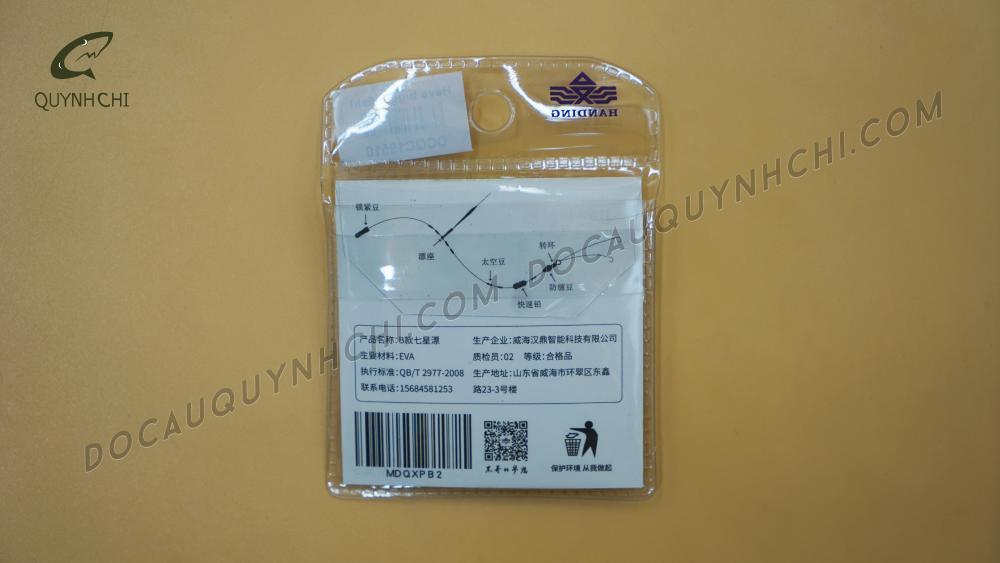 QUYNH CHI
HANDING
DOCAUQUYNHCHI.COM
DOCAUQUYNHCHI.COM
锁紧豆
漂座
太空豆
转环
防缠豆
快速铅
产品名称:B款七星漂
主要材料:EVA
执行标准:QB/T 2977-2008
联系电话:15684581253
生产企业:威海汉鼎智能科技有限公司
质检员:02 等级:合格品
生产地址:山东省威海市环翠区东鑫
路23-3号楼
MDQXPB2
保护环境 从我做起